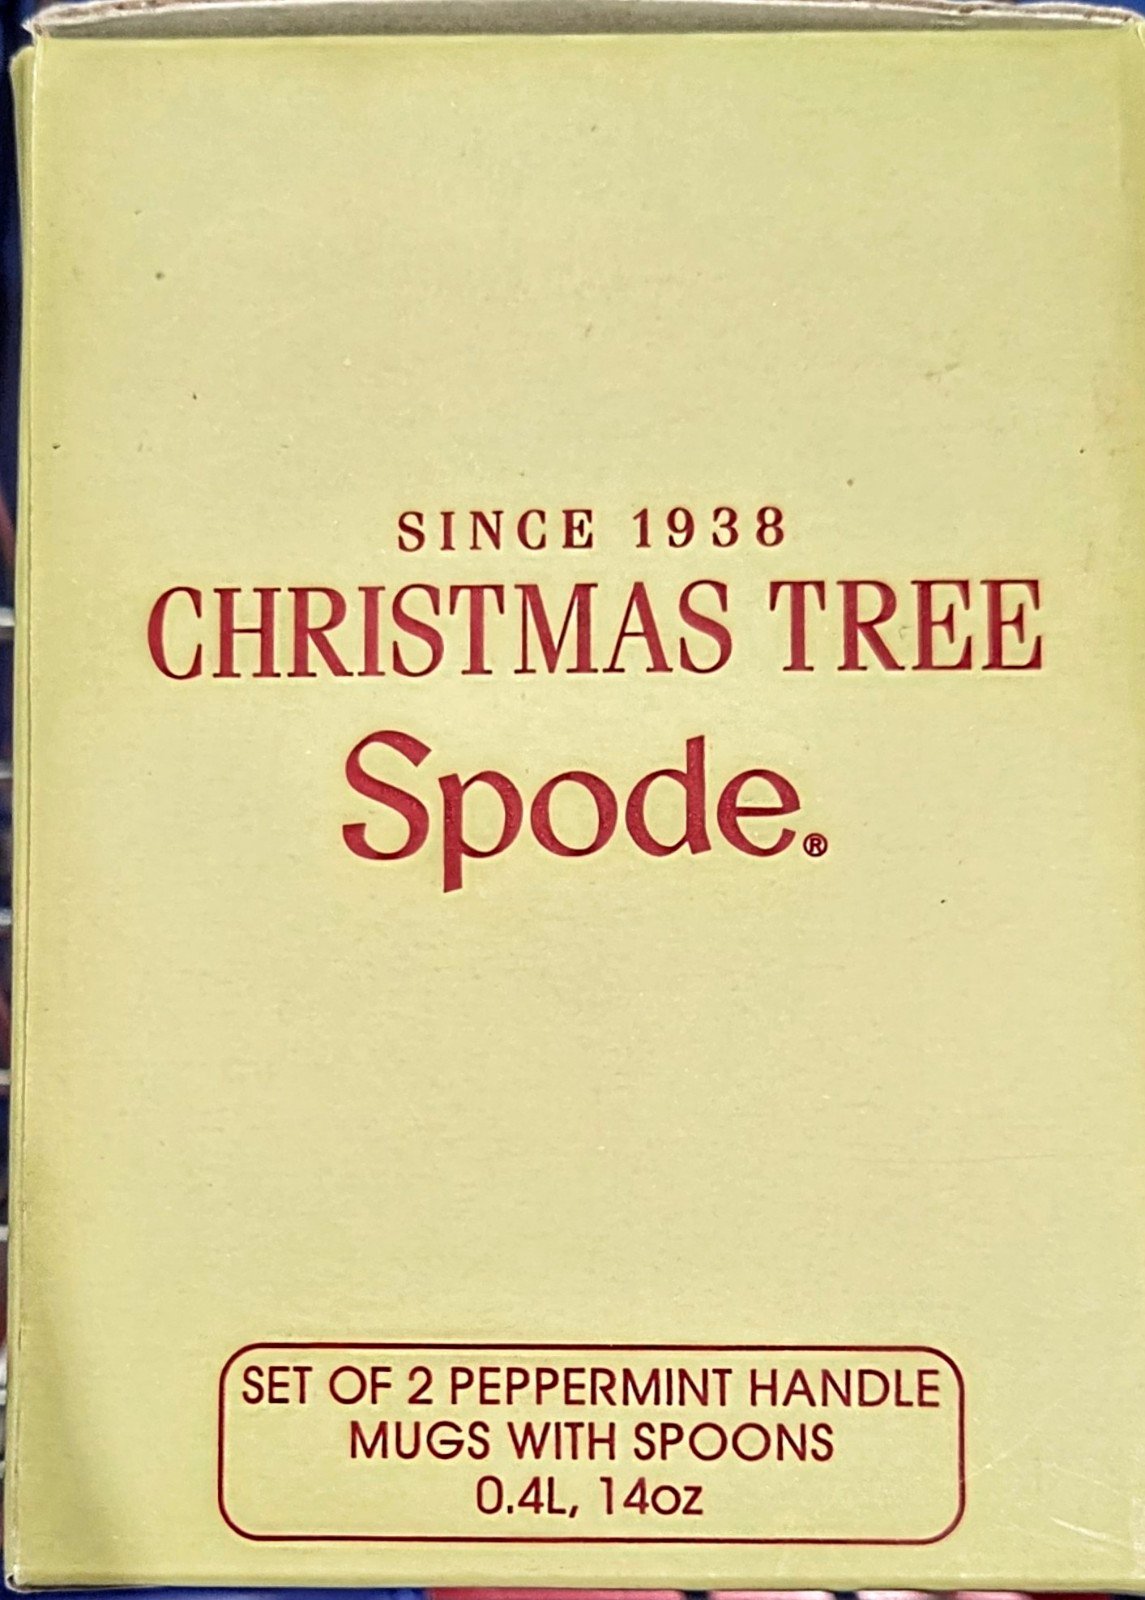 SINCE 1938
CHRISTMAS TREE
Spode®
SET OF 2 PEPPERMINT HANDLE
MUGS WITH SPOONS
0.4L, 14oz